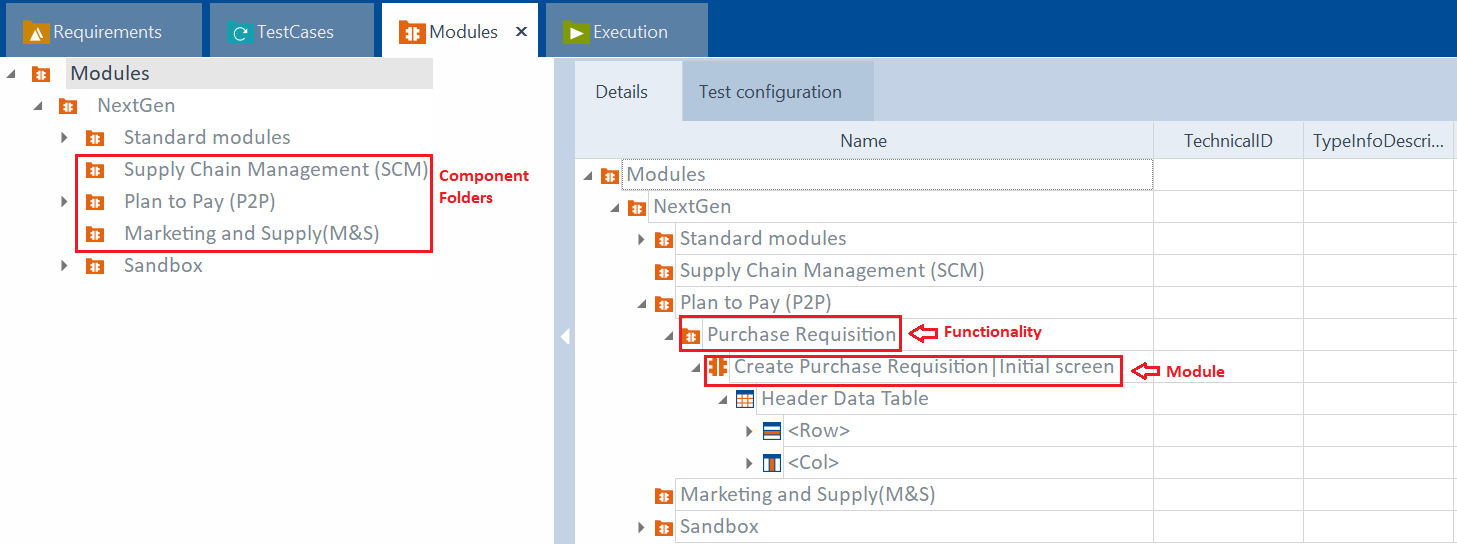 Requirements
TestCases
Modules
Execution
Modules
NextGen
Standard modules
Supply Chain Management (SCM)
Plan to Pay (P2P)
Marketing and Supply(M&S)
Sandbox
Component
Folders
Details
Test configuration
Name
TechnicalID
TypeInfoDescri...
Modules
NextGen
Standard modules
Supply Chain Management (SCM)
Plan to Pay (P2P)
Purchase Requisition
Functionality
Create Purchase Requisition|Initial screen
Module
Header Data Table
<Row>
<Col>
Marketing and Supply(M&S)
Sandbox